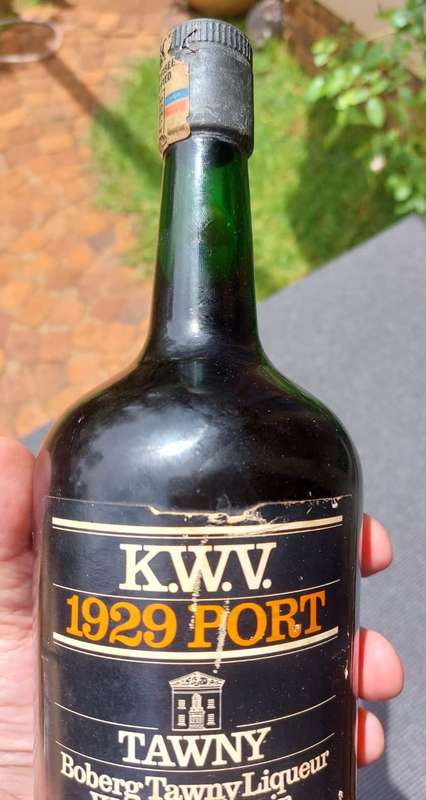 K.W.V.
1929 PORT
TAWNY
Boberg Tawny Liqueur